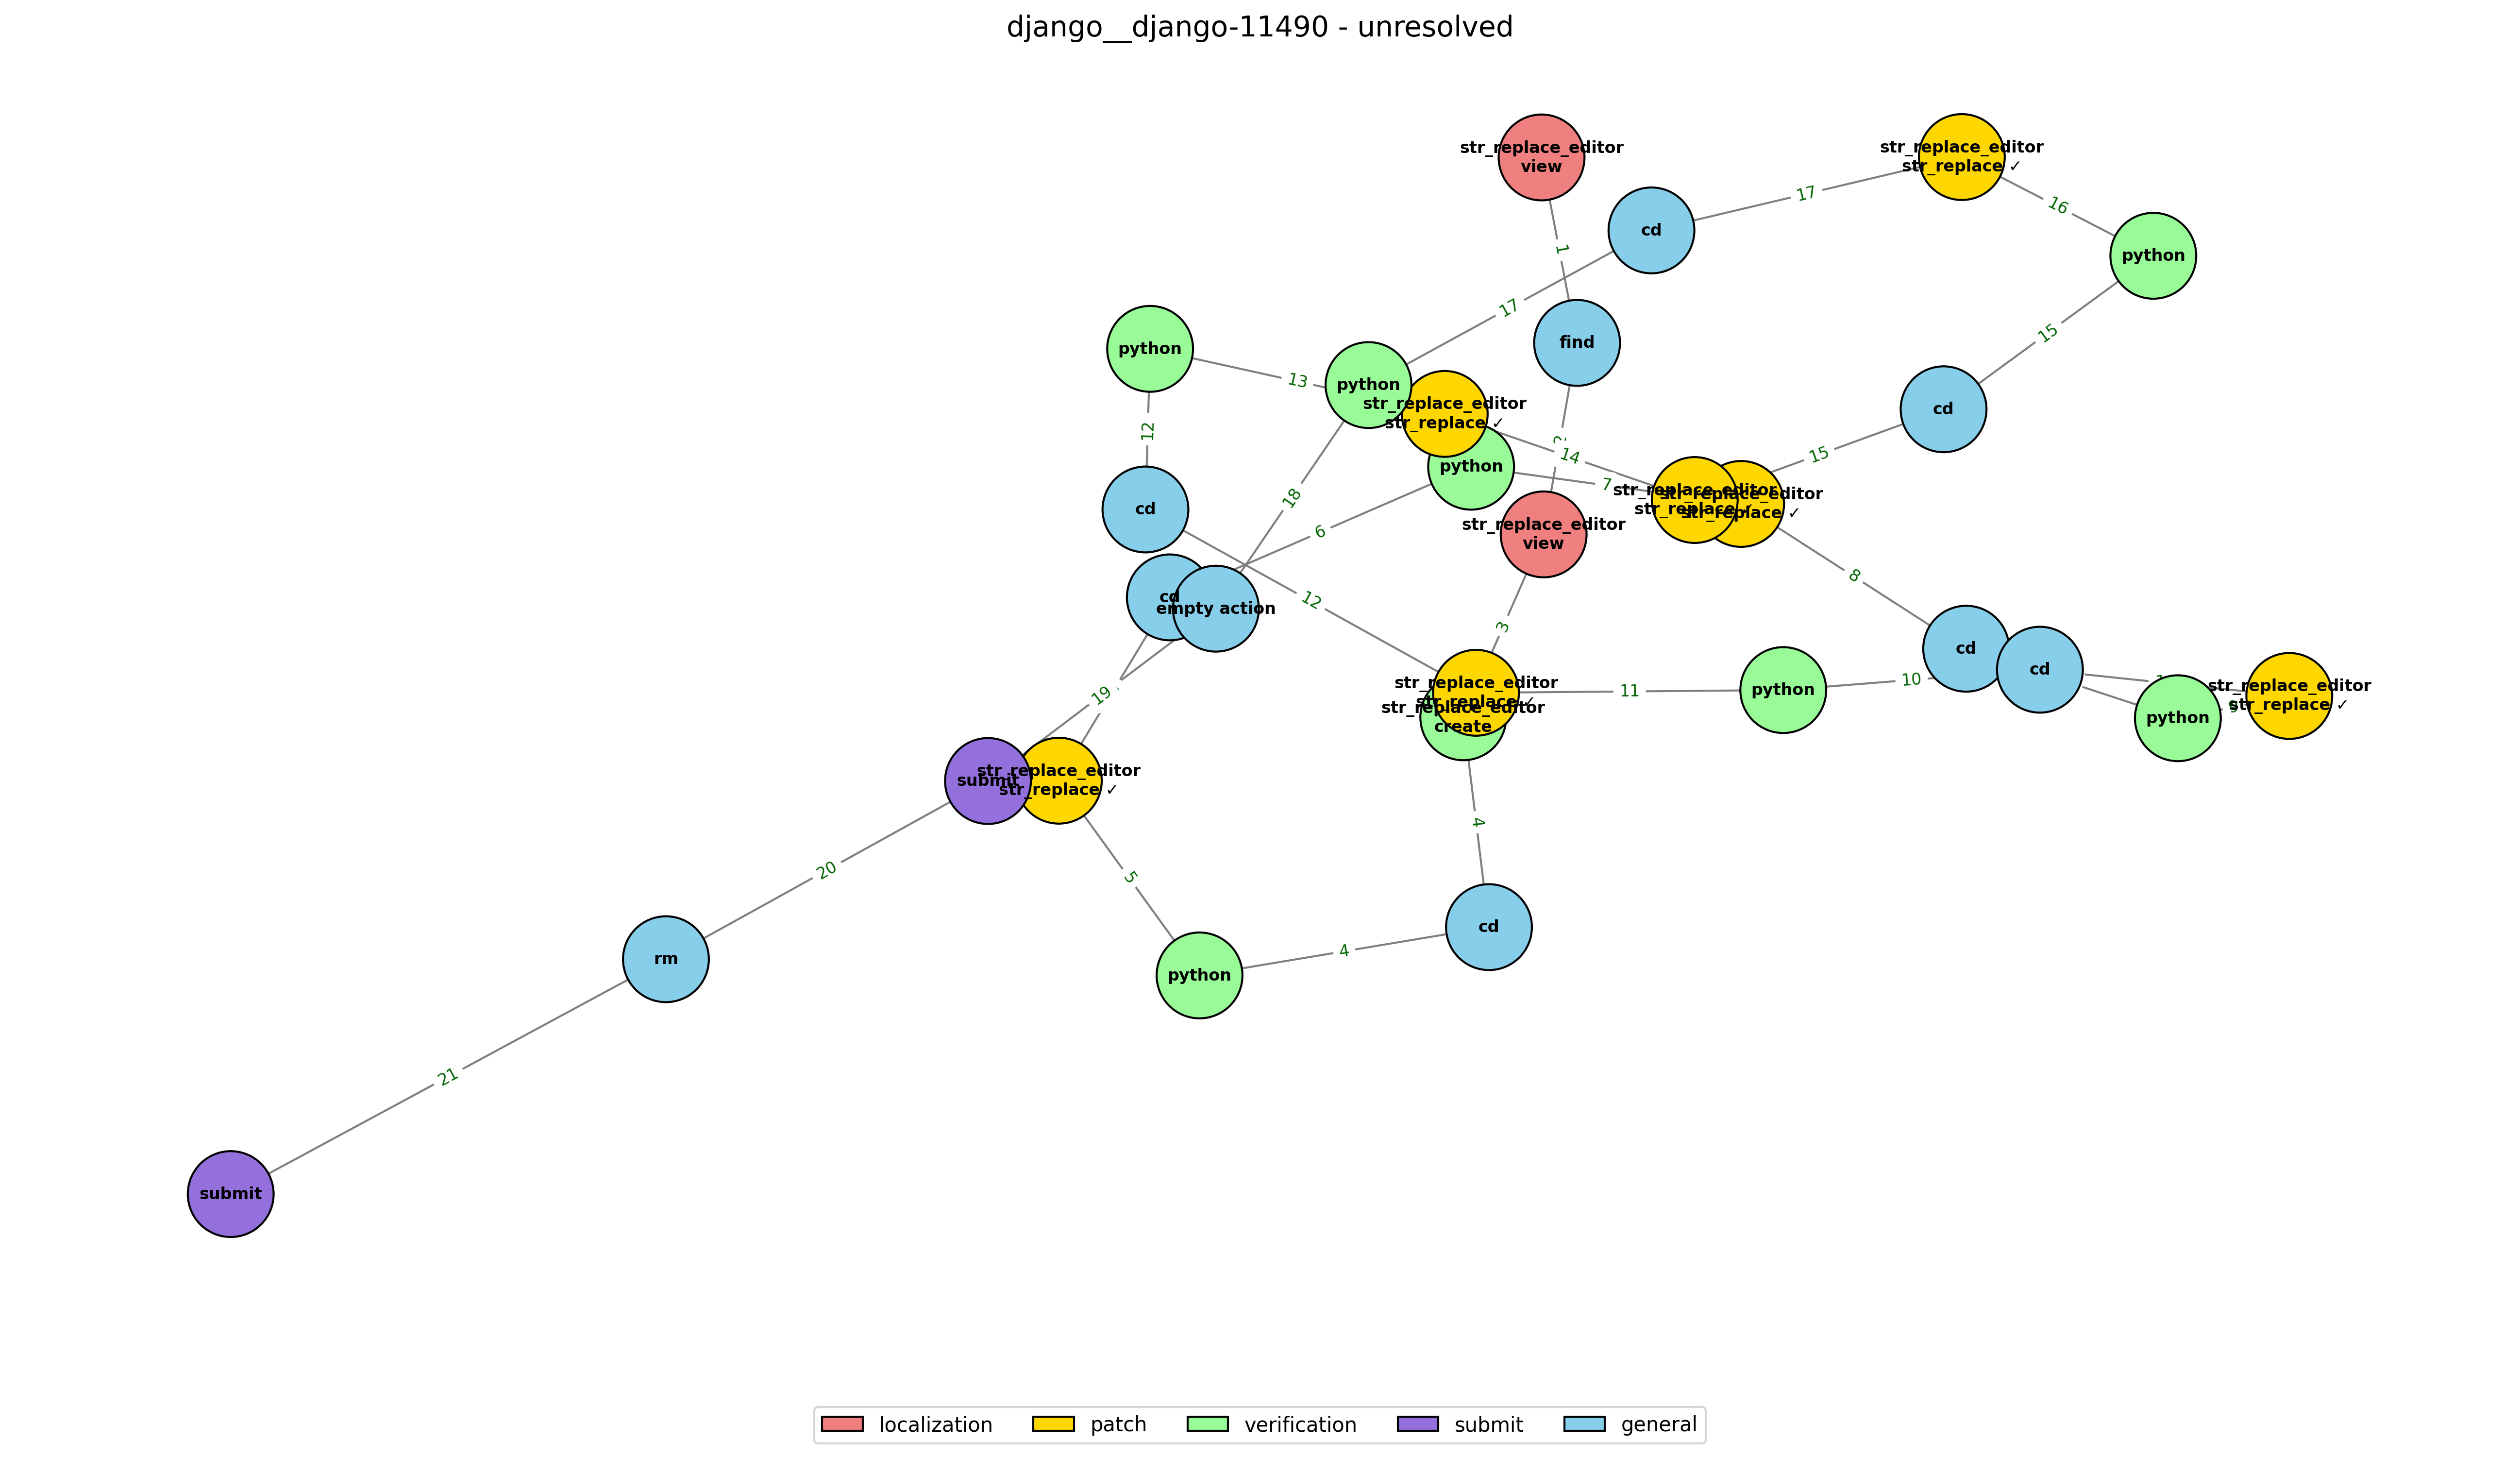 django__django-11490 - unresolved
str_replace_editor
view
str_replace_editor
str_replace ✓
1
17
16
cd
python
17
find
15
python
13
python
str_replace_editor
str_replace ✓
cd
12
14
15
python
7
str_replace_editor
str_replace
str_replace_editor
str_replace ✓
18
cd
6
str_replace_editor
view
8
cd
empty action
12
3
cd
cd
19
str_replace_editor
str_replace ✓
11
python
10
str_replace_editor
str_replace ✓
9
python
str_replace_editor
create
submit
str_replace_editor
str_replace ✓
4
20
5
cd
rm
4
python
21
submit
localization
patch
verification
submit
general